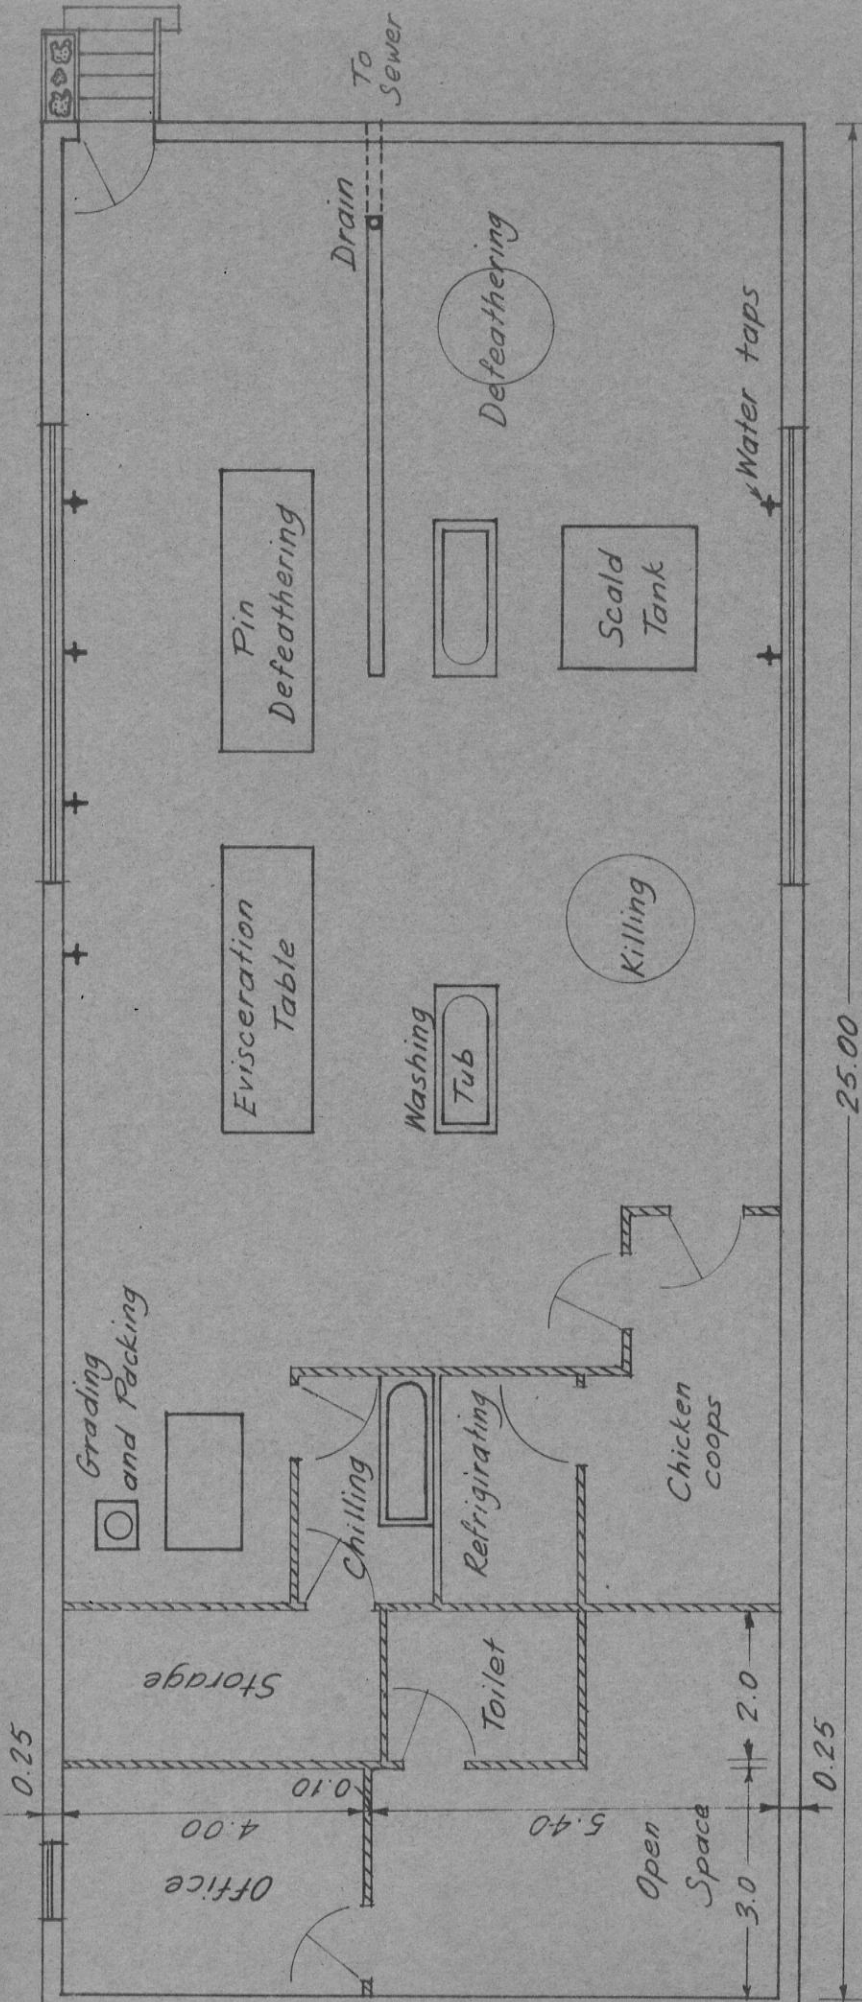 To
Sewer
Drain
Defeathering
Water taps
Pin
Defeathering
Scald
Tank
Evisceration
Table
Killing
Washing
Tub
25.00
Grading
and Packing
Chilling
Refrigirating
Chicken
coops
Storage
Toilet
2.0
0.25
0.10
4.00
5.40
0.25
Office
Open
Space
3.0